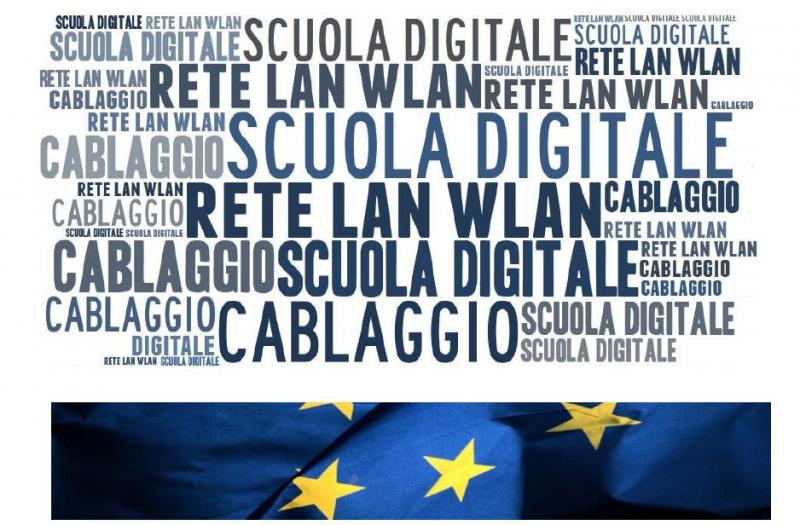 SCUOLA DIGITALE RETE LAN WLAN
SCUOLA DIGITALE
SCUOLA DIGITALE
RETE LAN WLAN SCUOLA DIGITALE SCUOLA DIGITALE
SCUOLA DIGITALE
RETE LAN WLAN
CABLAGGIO
RETE LAN WLAN
SCUOLA DIGITALE
RETE LAN WLAN
RETE LAN WLAN
CABLAGGIO
RETE LAN WLAN
CABLAGGIO
SCUOLA DIGITALE
RETE LAN WLAN
CABLAGGIO
SCUOLA DIGITALE SCUOLA DIGITALE
RETE LAN WLAN
CABLAGGIO
RETE LAN WLAN
CABLAGGIO
SCUOLA DIGITALE
RETE LAN WLAN
CABLAGGIO
CABLAGGIO
CABLAGGIO
DIGITALE
RETE LAN WLAN SCUOLA DIGITALE
CABLAGGIO
SCUOLA DIGITALE
SCUOLA DIGITALE